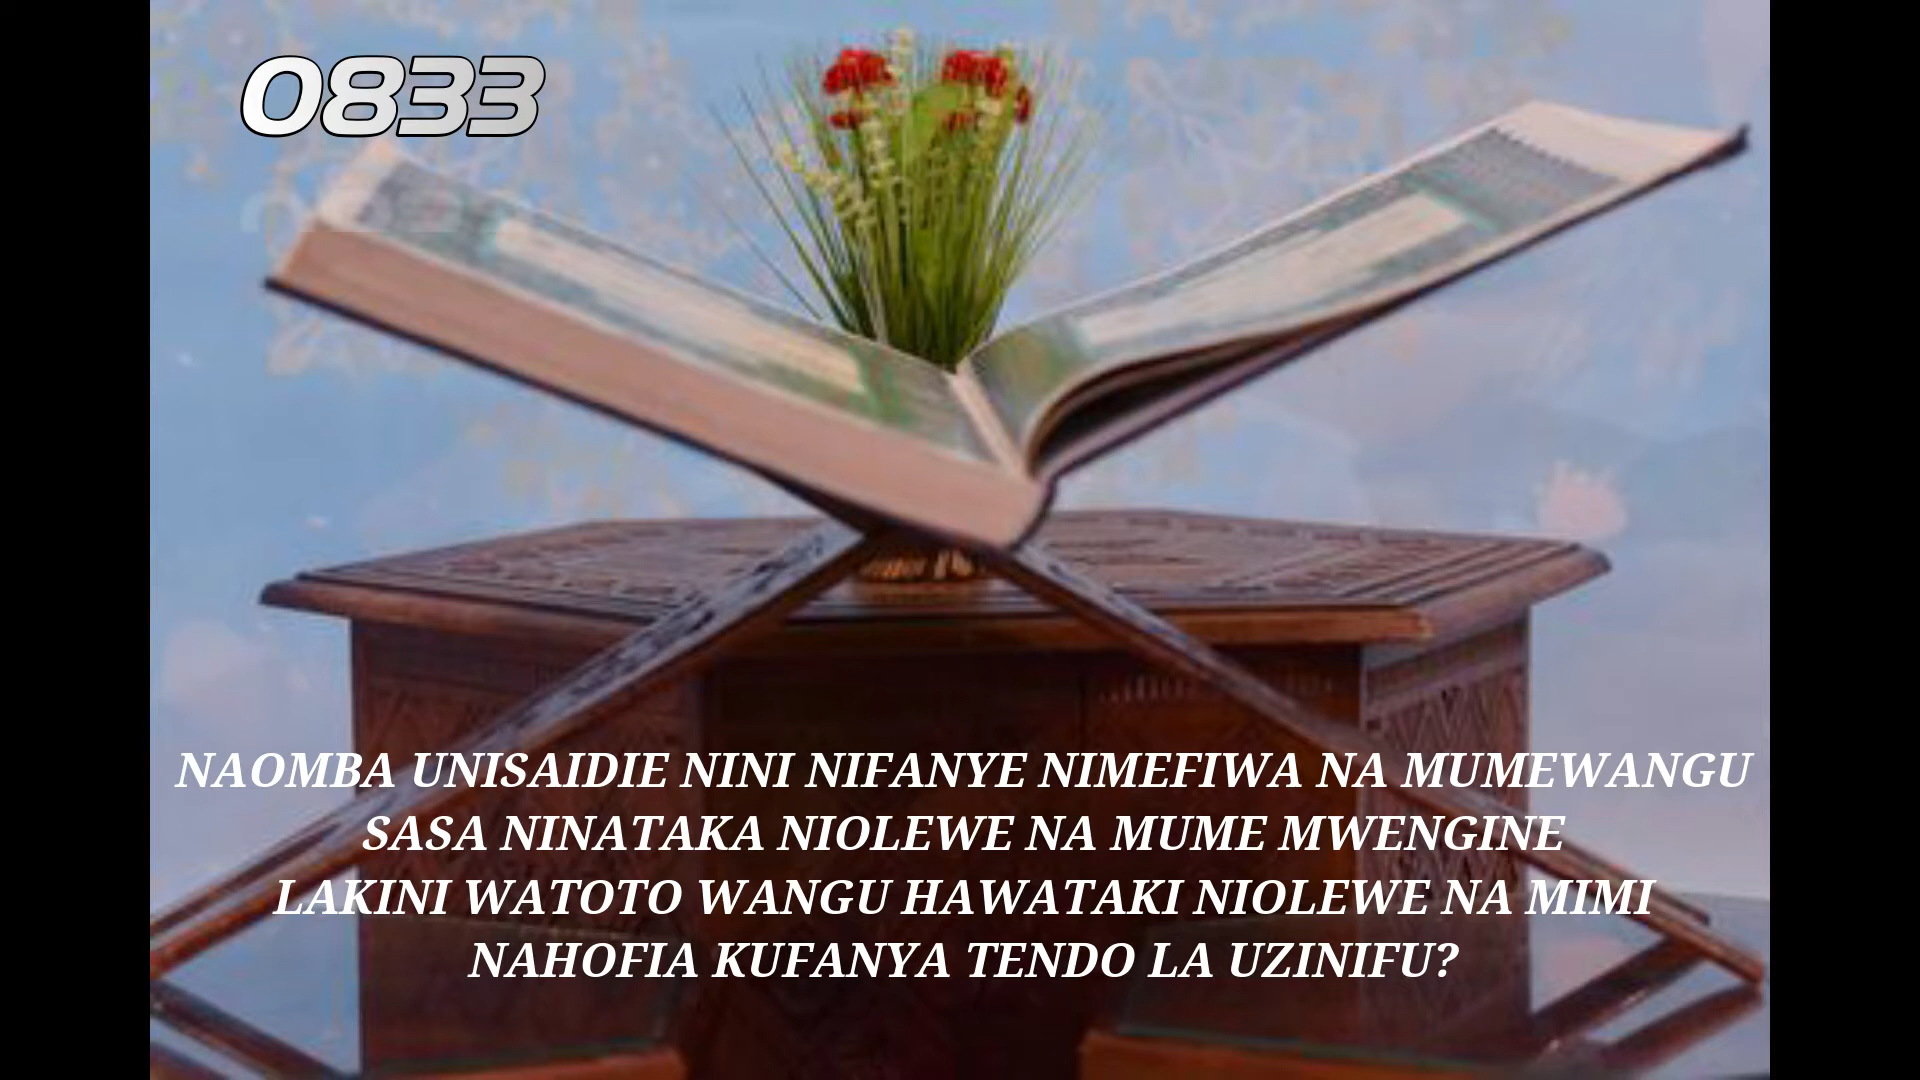 0833
NAOMBA UNISAIDIE NINI NIFANYE NIMEFIWA NA MUMEWANGU
SASA NINATAKA NIOLEWE NA MUME MWENGINE
LAKINI WATOTO WANGU HAWATAKI NIOLEWE NA MIMI
NAHOFIA KUFANYA TENDO LA UZINIFU?